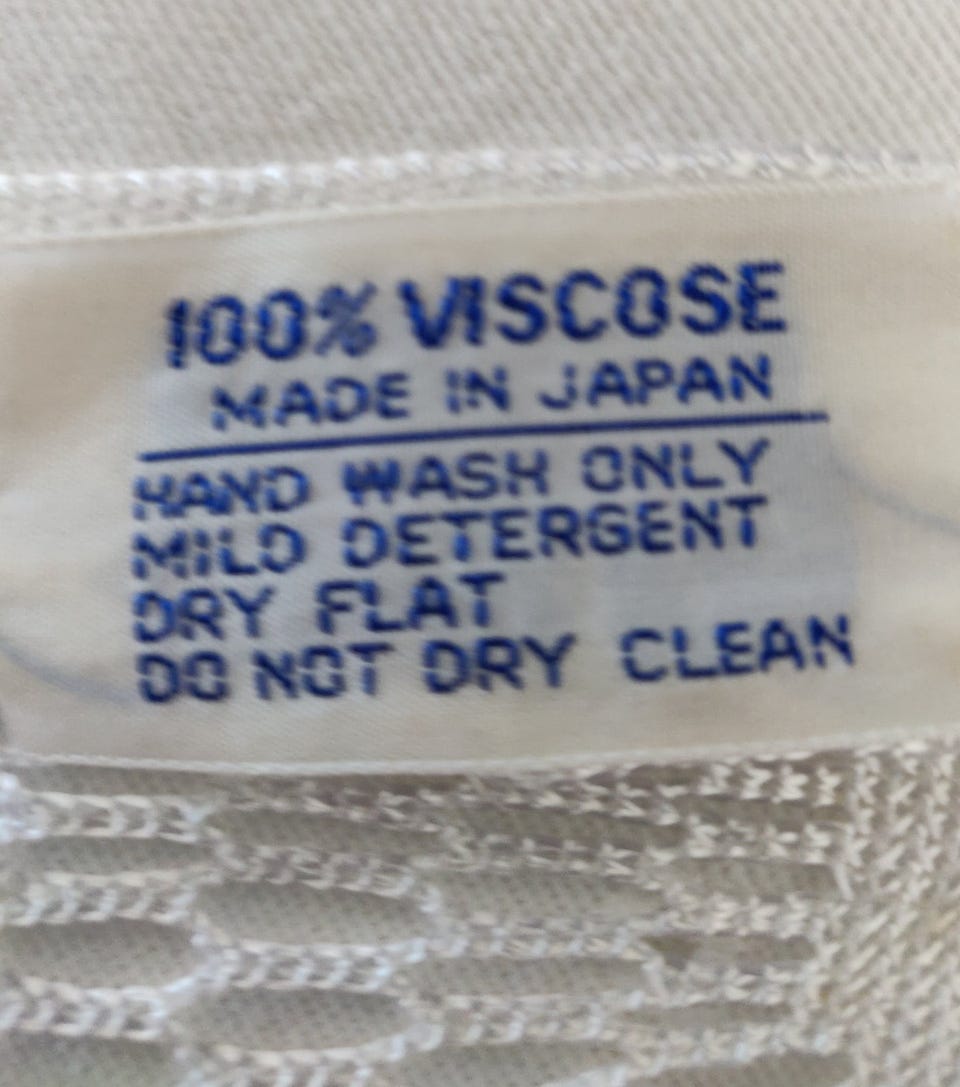 100% VISCOSE
MADE IN JAPAN
HAND WASH ONLY
MILD DETERGENT
DRY FLAT
DO NOT DRY CLEAN